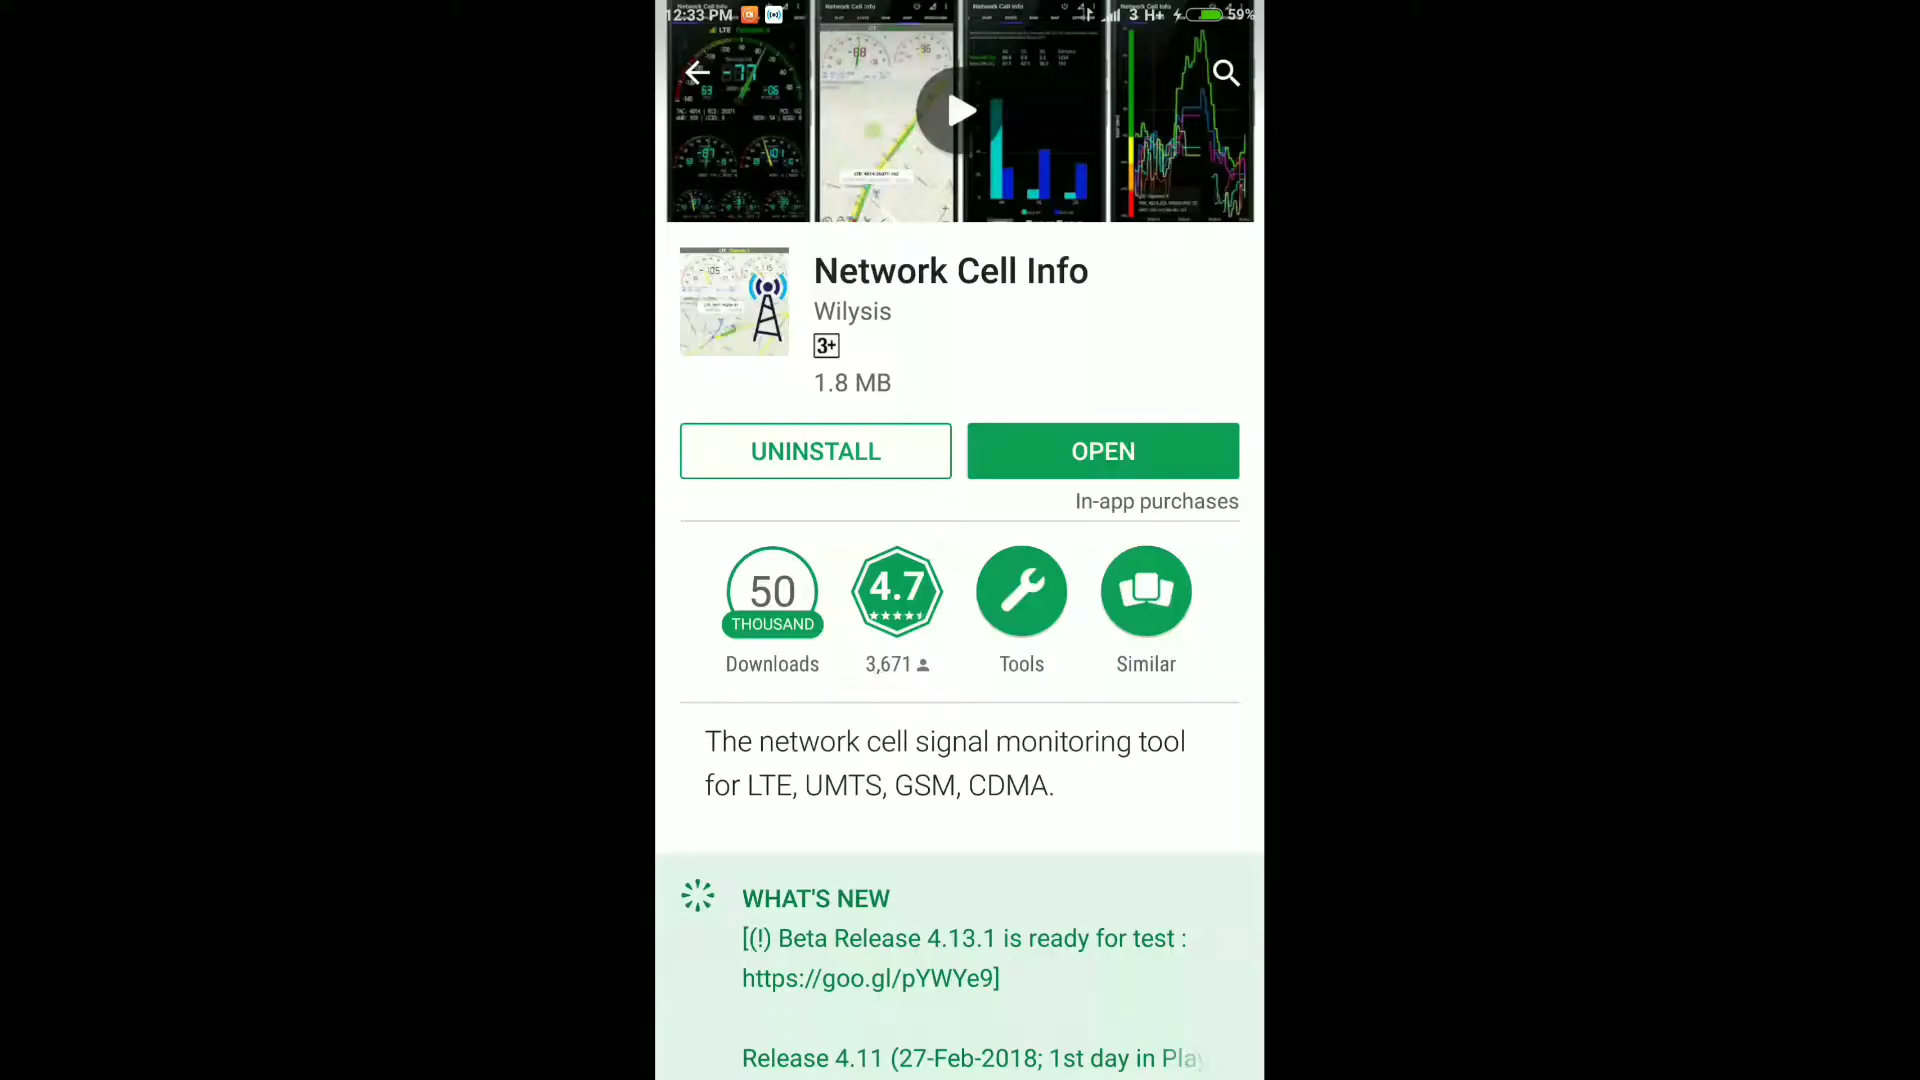 12:33 PM
3 H+ 59%
Network Cell Info
Wilysis
3+
1.8 MB
UNINSTALL
OPEN
In-app purchases
50
THOUSAND
Downloads
4.7
3,671
Tools
Similar
The network cell signal monitoring tool
for LTE, UMTS, GSM, CDMA.
WHAT'S NEW
[(!) Beta Release 4.13.1 is ready for test :
https://goo.gl/pYWYe9]
Release 4.11 (27-Feb-2018; 1st day in Play